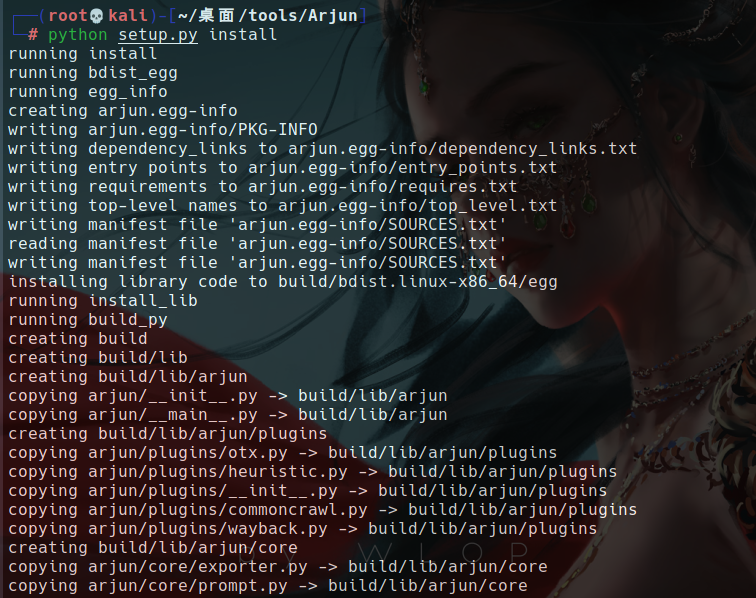 (root💀kali)-[~/桌面/tools/Arjun]
# python setup.py install
running install
running bdist_egg
running egg_info
creating arjun.egg-info
writing arjun.egg-info/PKG-INFO
writing dependency_links to arjun.egg-info/dependency_links.txt
writing entry points to arjun.egg-info/entry_points.txt
writing requirements to arjun.egg-info/requires.txt
writing top-level names to arjun.egg-info/top_level.txt
writing manifest file 'arjun.egg-info/SOURCES.txt'
reading manifest file 'arjun.egg-info/SOURCES.txt'
writing manifest file 'arjun.egg-info/SOURCES.txt'
installing library code to build/bdist.linux-x86_64/egg
running install_lib
running build_py
creating build
creating build/lib
creating build/lib/arjun
copying arjun/__init__.py -> build/lib/arjun
copying arjun/__main__.py -> build/lib/arjun
creating build/lib/arjun/plugins
copying arjun/plugins/otx.py -> build/lib/arjun/plugins
copying arjun/plugins/heuristic.py -> build/lib/arjun/plugins
copying arjun/plugins/__init__.py -> build/lib/arjun/plugins
copying arjun/plugins/commoncrawl.py -> build/lib/arjun/plugins
copying arjun/plugins/wayback.py -> build/lib/arjun/plugins
creating build/lib/arjun/core
WLOP
copying arjun/core/exporter.py -> build/lib/arjun/core
copying arjun/core/prompt.py -> build/lib/arjun/core